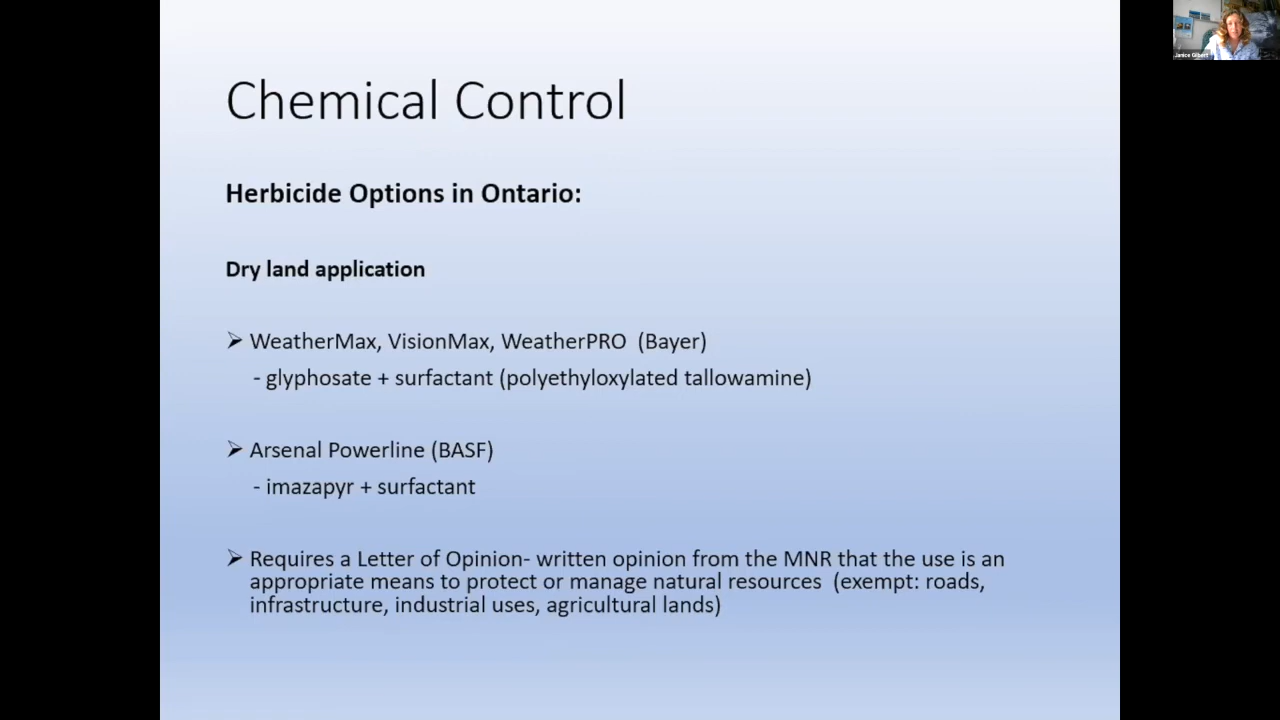 Janice Gilbert
Chemical Control
Herbicide Options in Ontario:
Dry land application
➢ WeatherMax, VisionMax, WeatherPRO (Bayer)
- glyphosate + surfactant (polyethyloxylated tallowamine)
➢ Arsenal Powerline (BASF)
- imazapyr + surfactant
➢ Requires a Letter of Opinion- written opinion from the MNR that the use is an
appropriate means to protect or manage natural resources (exempt: roads,
infrastructure, industrial uses, agricultural lands)